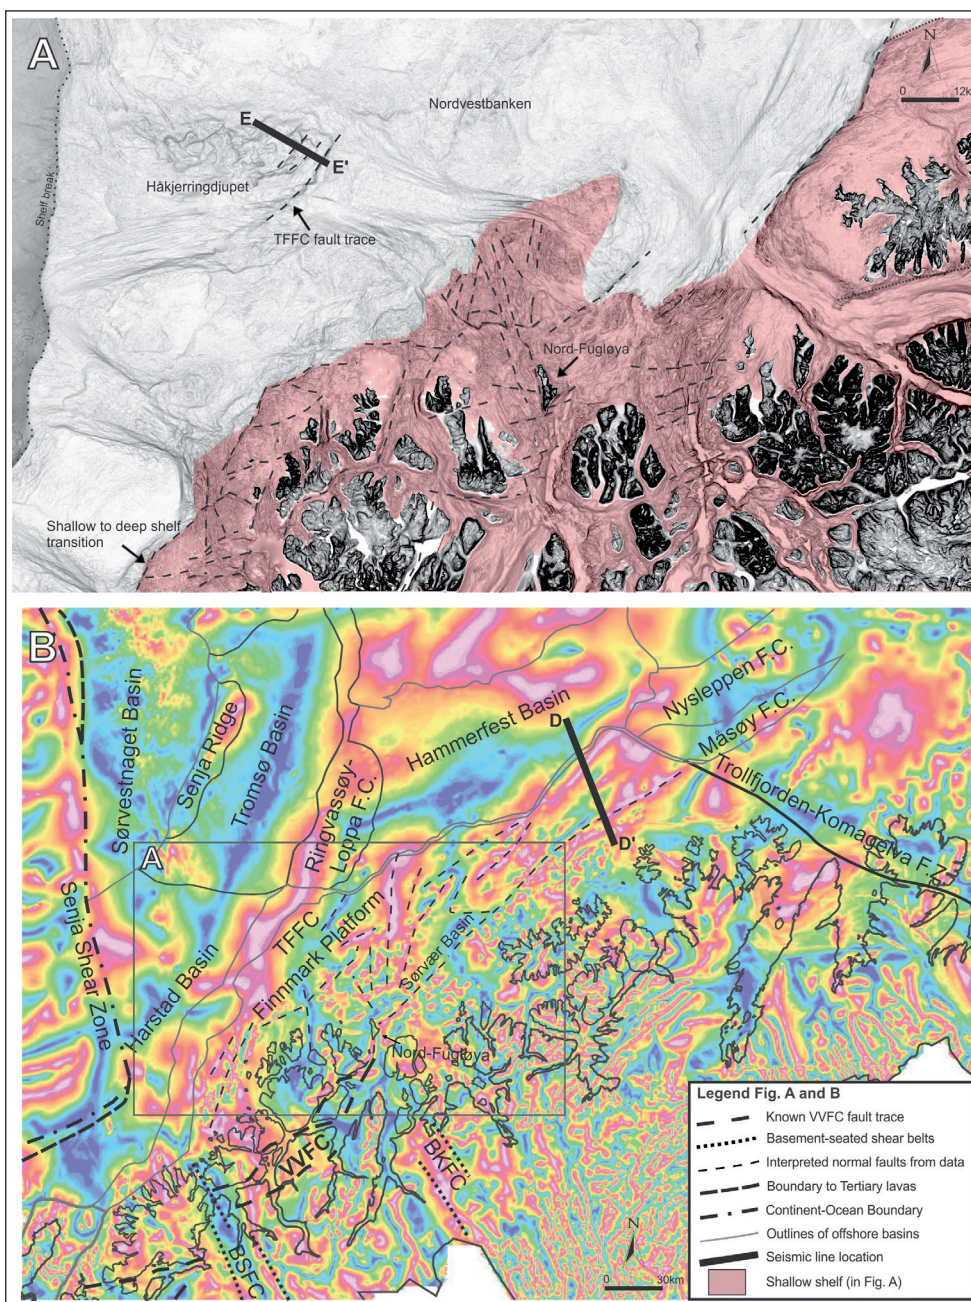 A
N
0
12k
Nordvestbanken
E
E'
Håkjerringdjupet
Shelf break
TFFC fault trace
Nord-Fugløya
Shallow to deep shelf
transition
B
Sørvestnaget Basin
Senja Ridge
Tromsø Basin
Ringvassøy-
Loppa F.C.
Hammerfest Basin
D
D'
Nysleppen F.C.
Måsøy F.C.
Trollfjorden-Komagelva F.Z.
A
Senja Shear Zone
Harstad Basin
TFFC
Finnmark Platform
Sørvær Basin
Nord-Fugløya
VVFC
BKFC
BSFC
N
0
30km
Legend Fig. A and B
Known VVFC fault trace
Basement-seated shear belts
Interpreted normal faults from data
Boundary to Tertiary lavas
Continent-Ocean Boundary
Outlines of offshore basins
Seismic line location
Shallow shelf (in Fig. A)